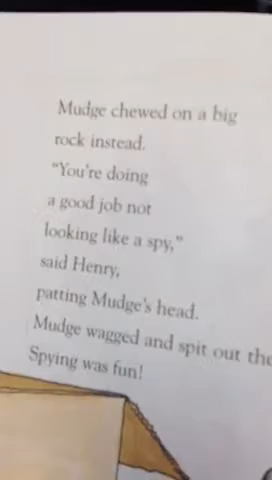 Mudge chewed on a big
rock instead.
"You're doing
a good job not
looking like a spy,"
said Henry,
patting Mudge's head.
Mudge wagged and spit out the
Spying was fun!